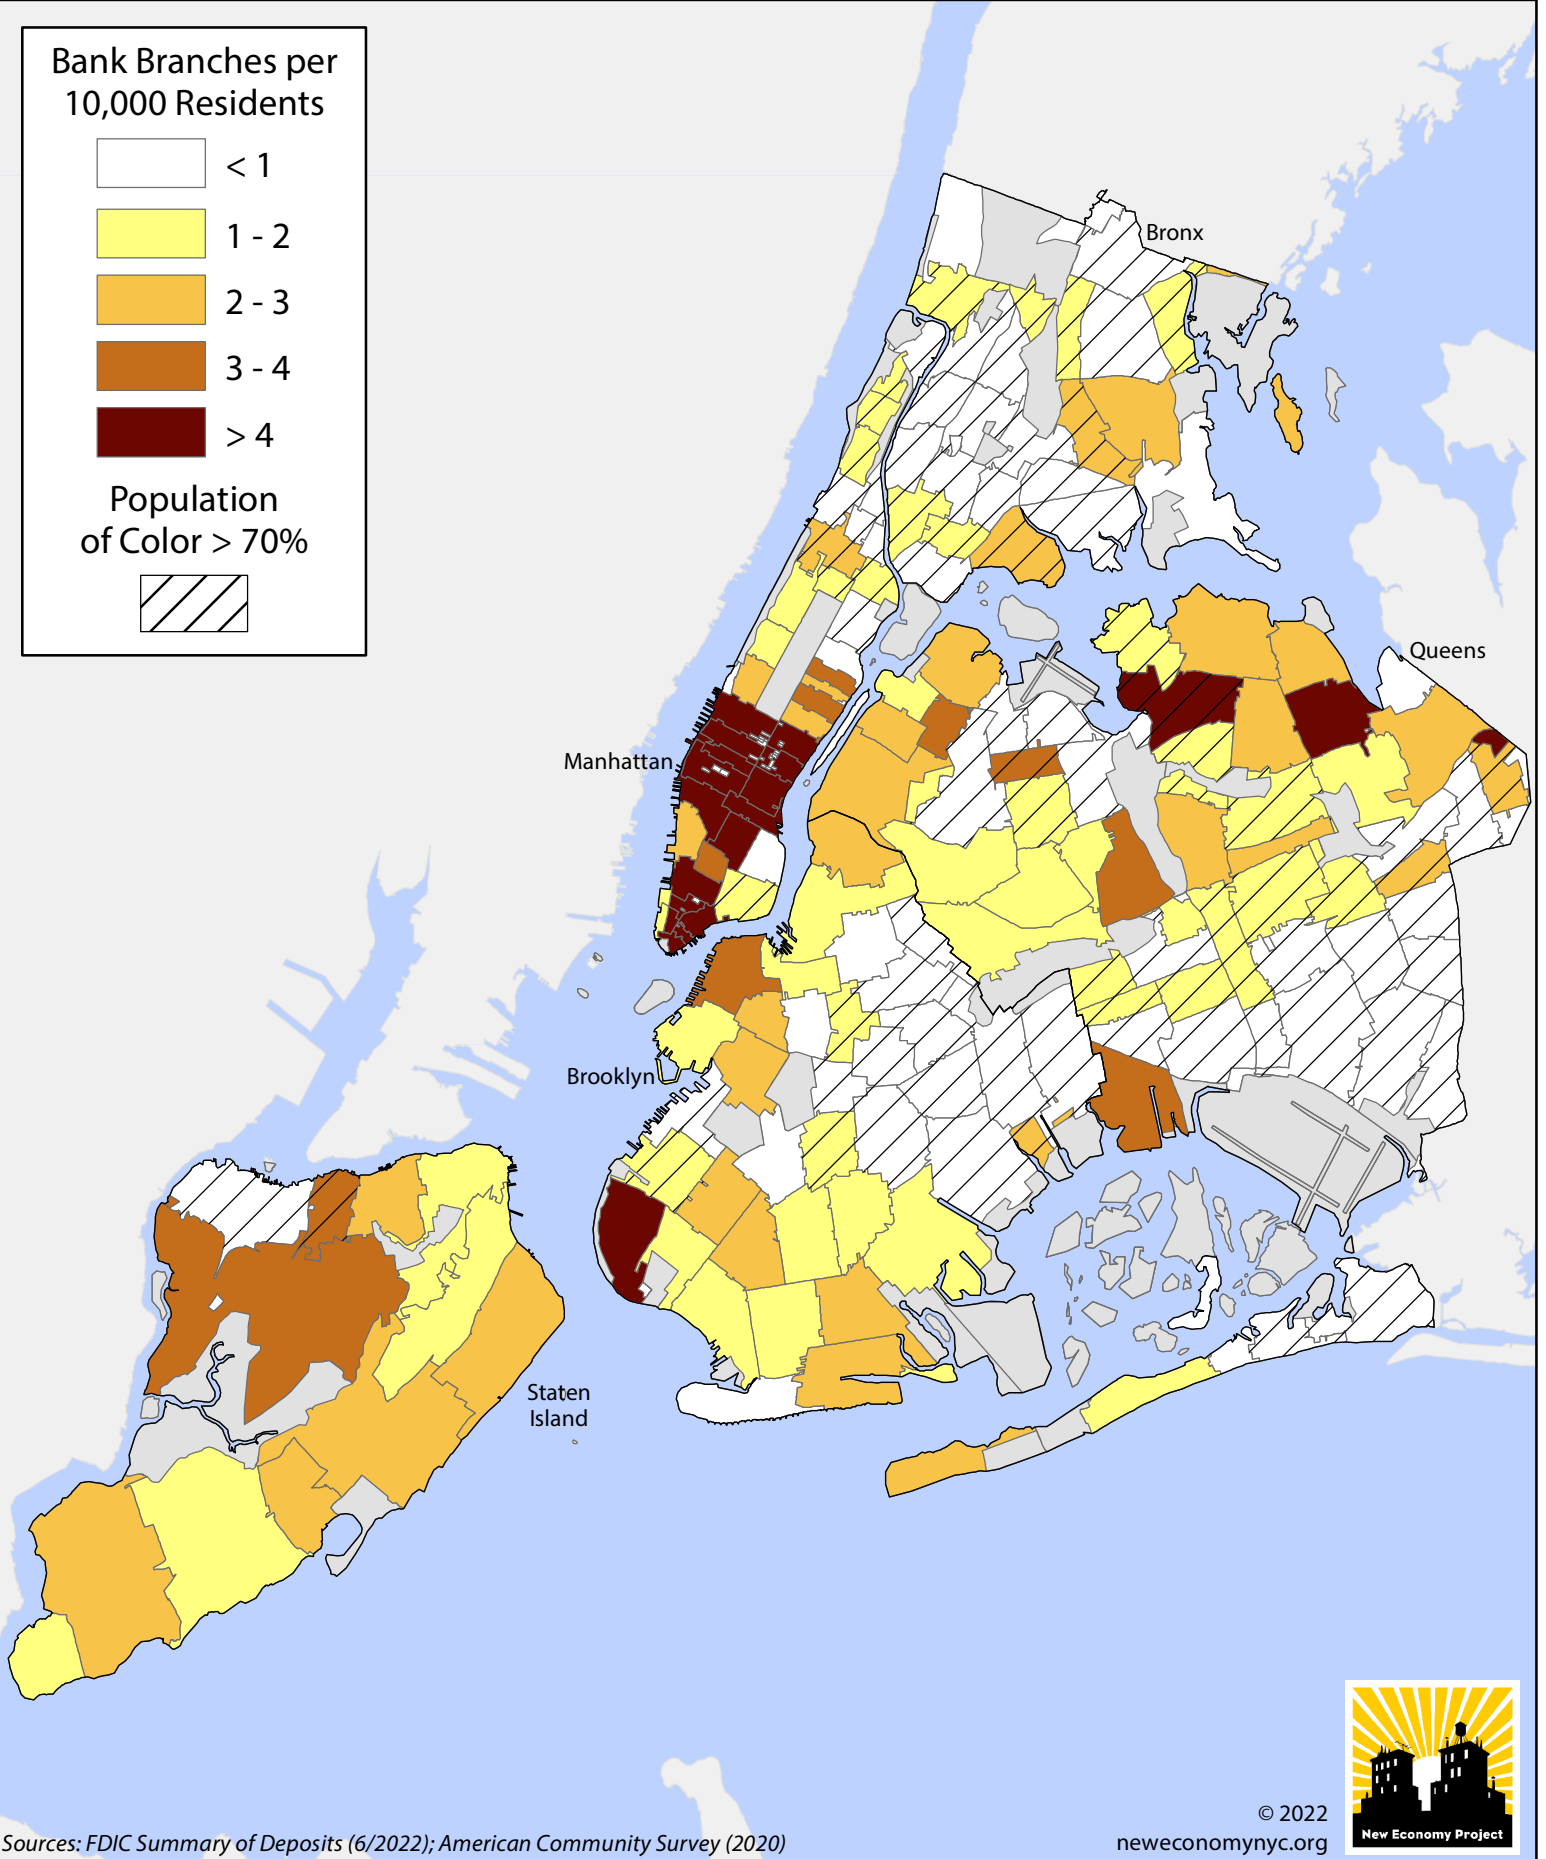 Bank Branches per
10,000 Residents
< 1
1 - 2
2 - 3
3 - 4
> 4
Population
of Color > 70%
Bronx
Queens
Manhattan
Brooklyn
Staten
Island
Sources: FDIC Summary of Deposits (6/2022); American Community Survey (2020)
© 2022
neweconomynyc.org
New Economy Project